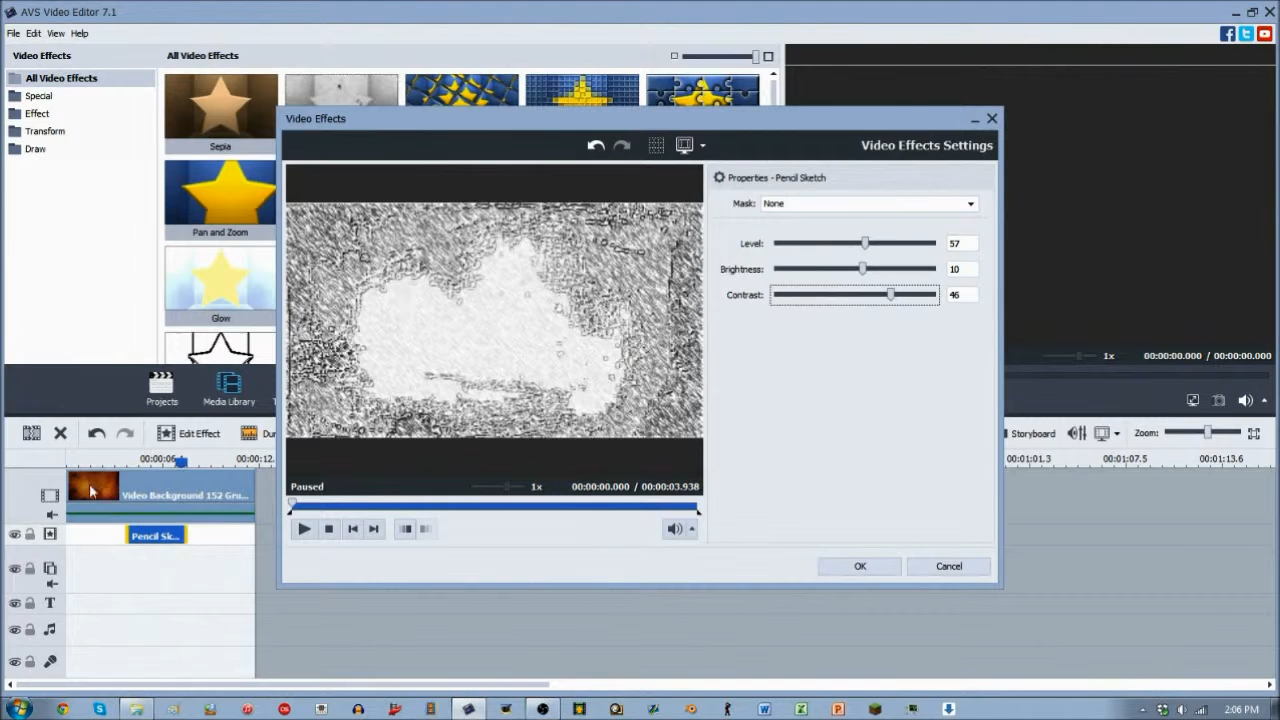 AVS Video Editor 7.1
File Edit View Help
Video Effects
All Video Effects
All Video Effects
Special
Effect
Transform
Draw
Sepia
Pan and Zoom
Glow
Video Effects
Video Effects Settings
Properties - Pencil Sketch
Mask: None
Level: 57
Brightness: 10
Contrast: 46
Paused 1x 00:00:00.000 / 00:00:03.938
OK Cancel
1x 00:00:00.000 / 00:00:00.000
Projects Media Library
Edit Effect
Storyboard Zoom:
00:00:12.
00:01:01.3 00:01:07.5 00:01:13.6
Video Background 152 Gru...
Pencil Sk...
T
2:06 PM